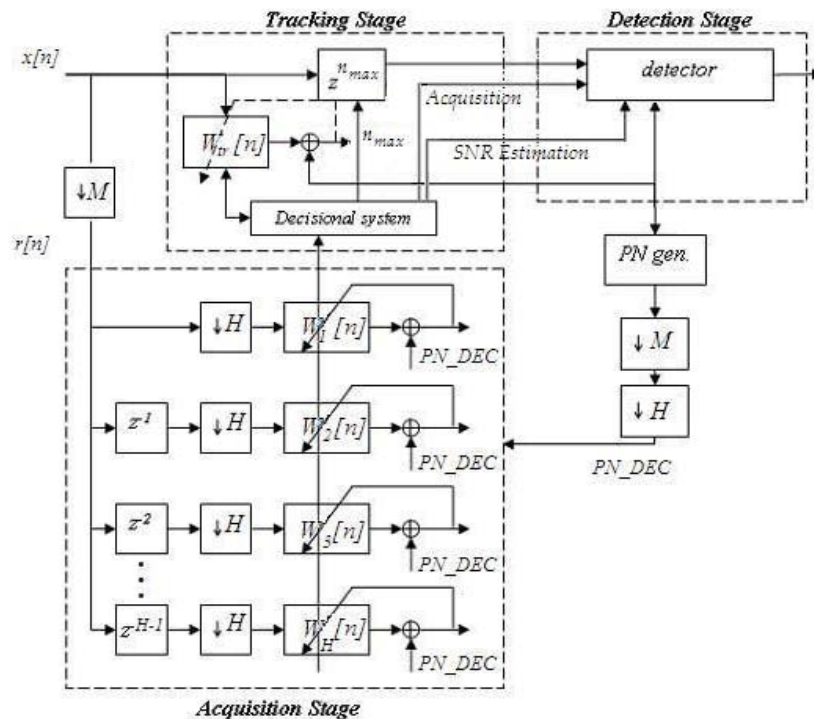 Tracking Stage
Detection Stage
x[n]
z^n_max
detector
Acquisition
n_max
W_tr[n]
SNR Estimation
↓M
Decisional system
r[n]
PN gen.
↓H
W_1[n]
PN_DEC
↓M
z^-1
↓H
W_2[n]
PN_DEC
↓H
PN_DEC
z^-2
↓H
W_3[n]
PN_DEC
z^-H-1
↓H
W_H[n]
PN_DEC
Acquisition Stage